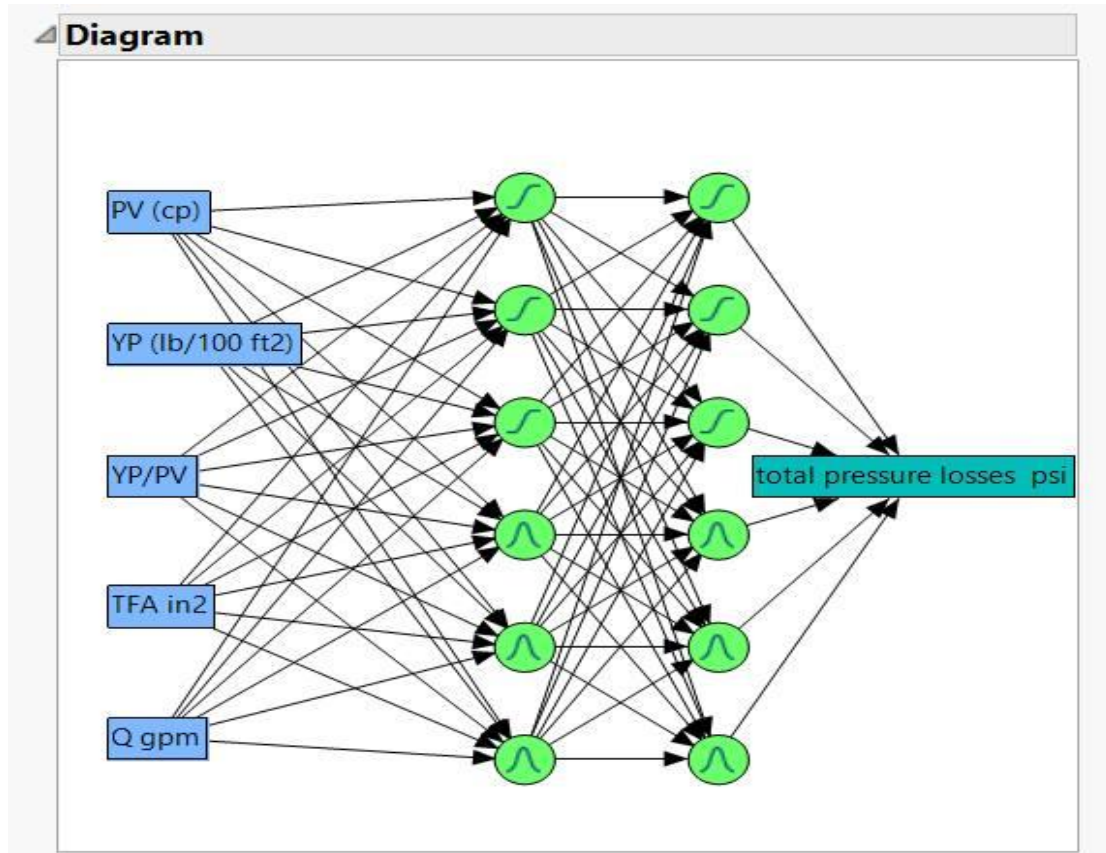 Diagram
PV (cp)
YP (lb/100 ft2)
YP/PV
TFA in2
Q gpm
total pressure losses  psi